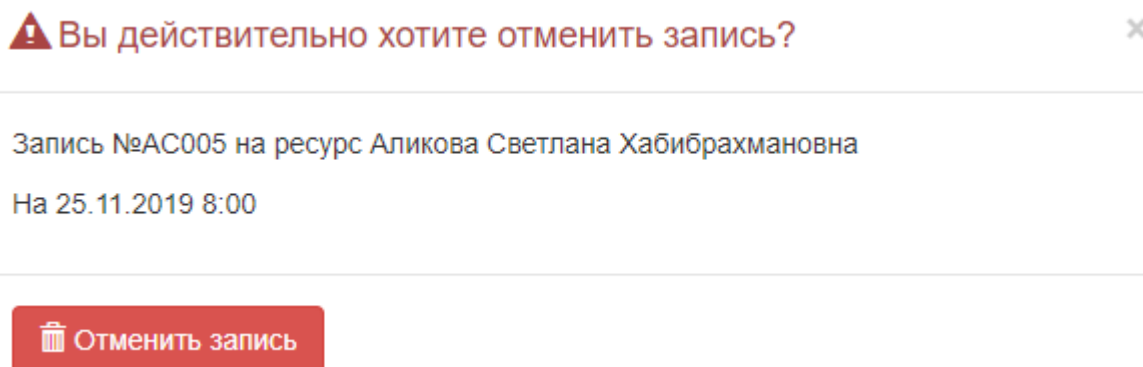 Вы действительно хотите отменить запись?
Запись №АС005 на ресурс Аликова Светлана Хабибрахмановна
На 25.11.2019 8:00
Отменить запись